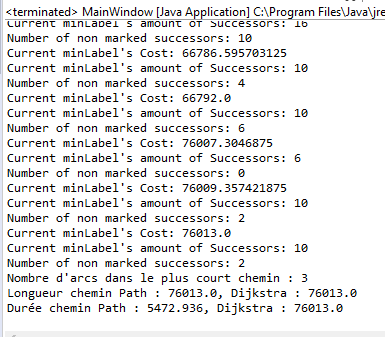 <terminated> MainWindow [Java Application] C:\Program Files\Java\jre
Current minLabel's amount of Successors: 16
Number of non marked successors: 10
Current minLabel's Cost: 66786.595703125
Current minLabel's amount of Successors: 10
Number of non marked successors: 4
Current minLabel's Cost: 66792.0
Current minLabel's amount of Successors: 10
Number of non marked successors: 6
Current minLabel's Cost: 76007.3046875
Current minLabel's amount of Successors: 6
Number of non marked successors: 0
Current minLabel's Cost: 76009.357421875
Current minLabel's amount of Successors: 10
Number of non marked successors: 2
Current minLabel's Cost: 76013.0
Current minLabel's amount of Successors: 10
Number of non marked successors: 2
Nombre d'arcs dans le plus court chemin : 3
Longueur chemin Path : 76013.0, Dijkstra : 76013.0
Durée chemin Path : 5472.936, Dijkstra : 76013.0